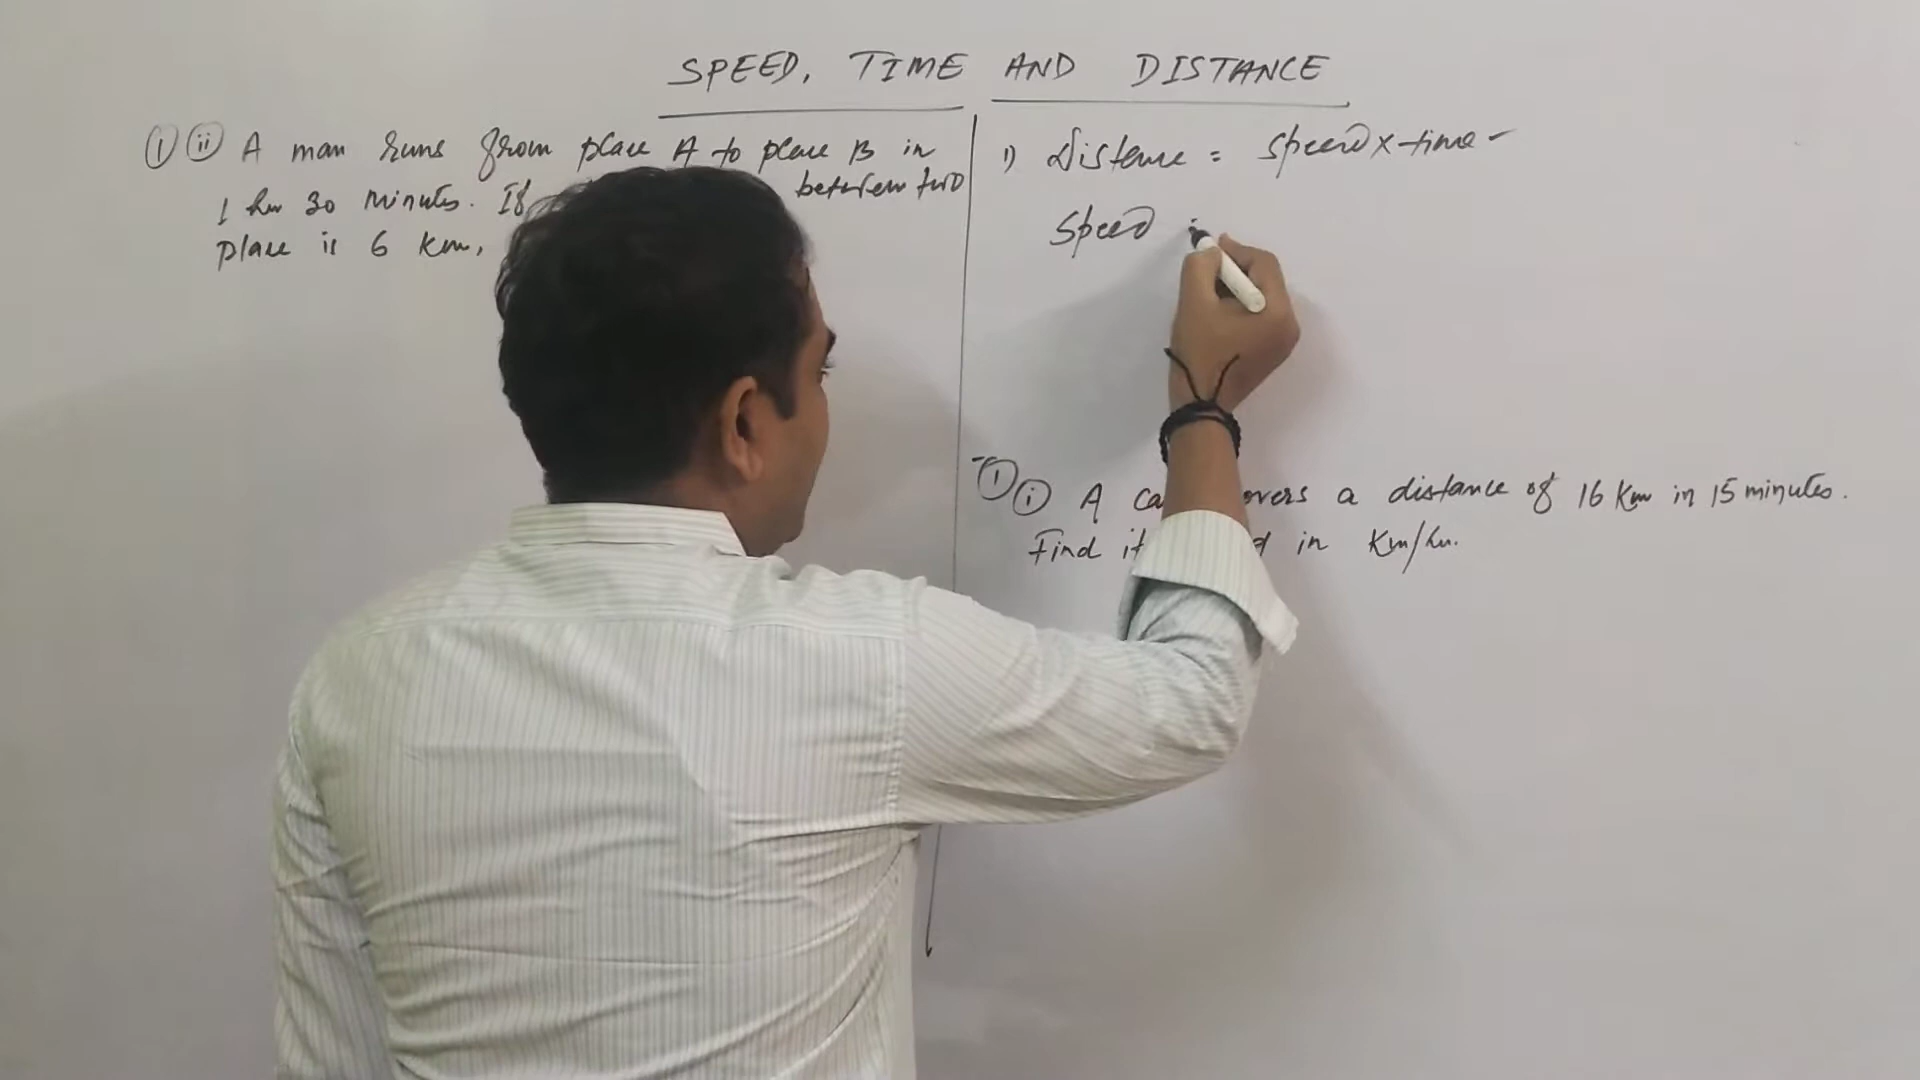 SPEED, TIME AND DISTANCE
① ⓘⓘ A man runs from place A to place B in
1 hr 30 minutes. If between two
place is 6 km,
1) Distance = speed x time
Speed
① ⓘ A covers a distance of 16 Km in 15 minutes.
Find in Km/hr.